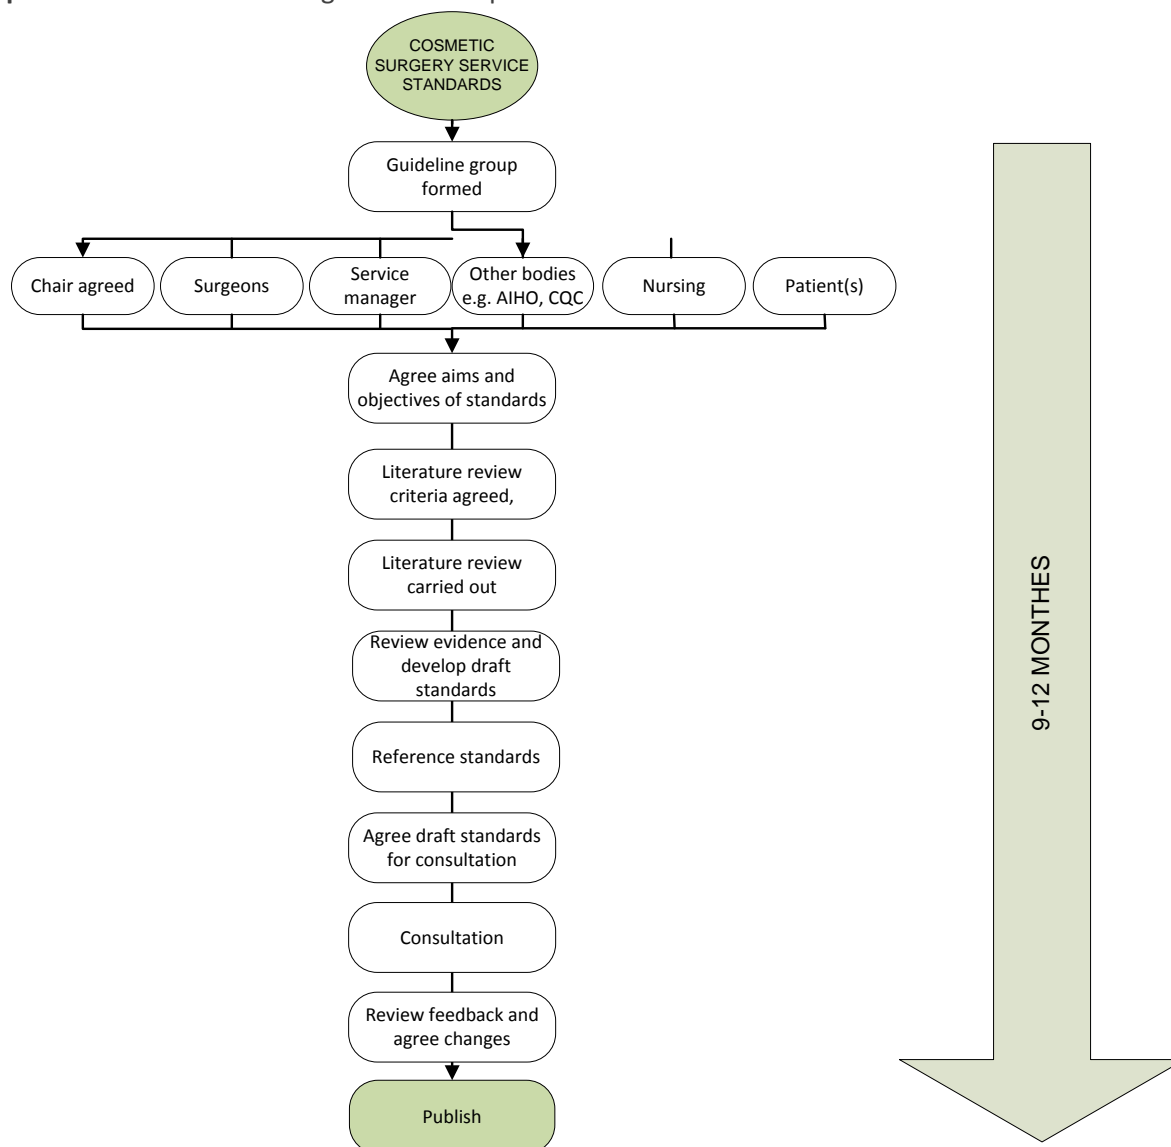 COSMETIC
SURGERY SERVICE
STANDARDS
Guideline group
formed
Chair agreed
Surgeons
Service
manager
Other bodies
e.g. AIHO, CQC
Nursing
Patient(s)
Agree aims and
objectives of standards
Literature review
criteria agreed,
Literature review
carried out
Review evidence and
develop draft
standards
Reference standards
Agree draft standards
for consultation
Consultation
Review feedback and
agree changes
Publish
9-12 MONTHES